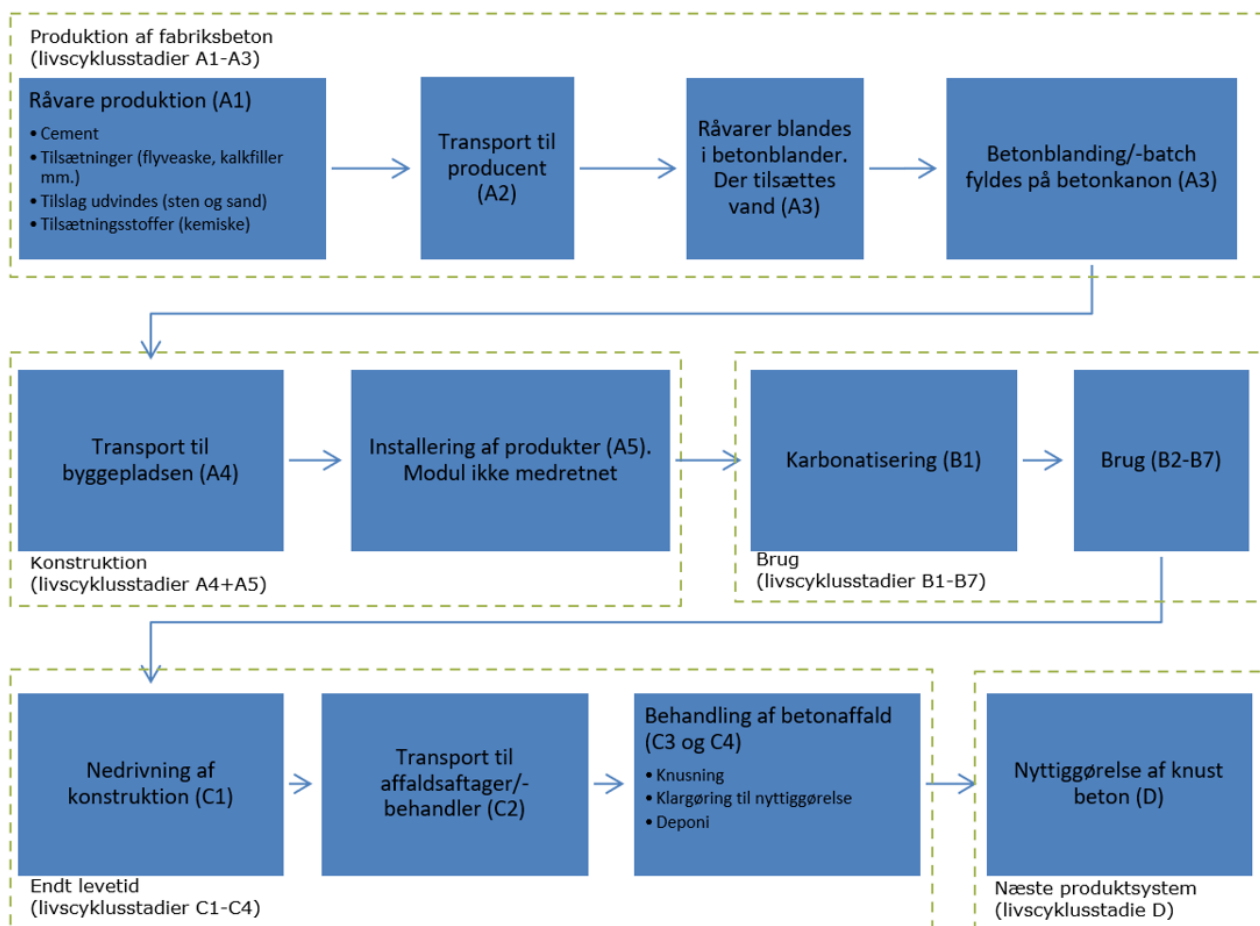 Produktion af fabriksbeton
(livscyklusstadier A1-A3)
Råvare produktion (A1)
• Cement
• Tilsætninger (flyveaske, kalkfiller
mm.)
• Tilslag udvindes (sten og sand)
• Tilsætningsstoffer (kemiske)
Transport til
producent
(A2)
Råvarer blandes
i betonblander.
Der tilsættes
vand (A3)
Betonblanding/-batch
fyldes på betonkanon (A3)
Transport til
byggepladsen (A4)
Installering af produkter (A5).
Modul ikke medretnet
Konstruktion
(livscyklusstadier A4+A5)
Karbonatisering (B1)
Brug (B2-B7)
Brug
(livscyklusstadier B1-B7)
Nedrivning af
konstruktion (C1)
Transport til
affaldsaftager/-
behandler (C2)
Behandling af betonaffald
(C3 og C4)
• Knusning
• Klargøring til nyttiggørelse
• Deponi
Endt levetid
(livscyklusstadier C1-C4)
Nyttiggørelse af knust
beton (D)
Næste produktsystem
(livscyklusstadie D)